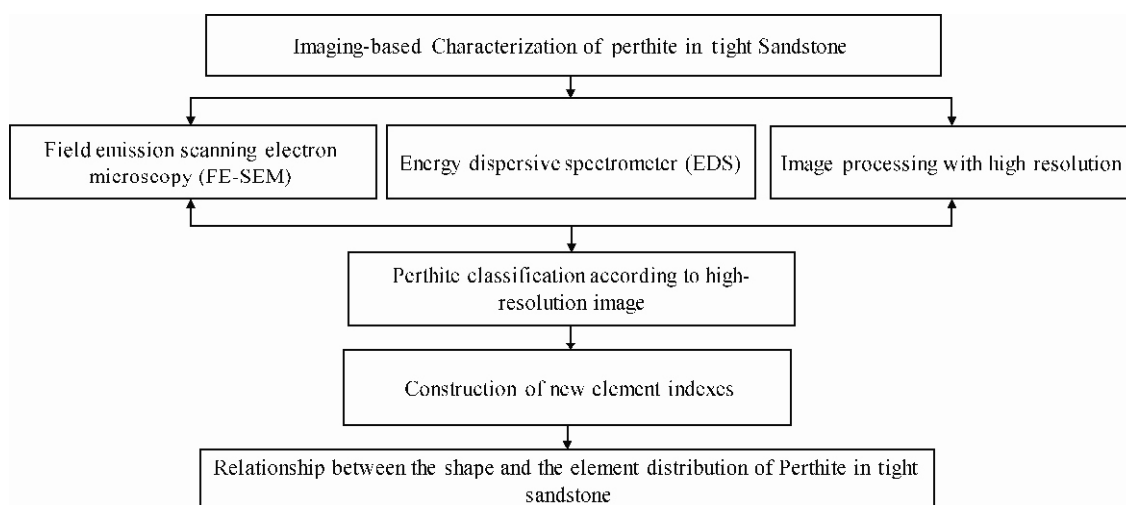 Imaging-based Characterization of perthite in tight Sandstone
Field emission scanning electron
microscopy (FE-SEM)
Energy dispersive spectrometer (EDS)
Image processing with high resolution
Perthite classification according to high-
resolution image
Construction of new element indexes
Relationship between the shape and the element distribution of Perthite in tight
sandstone